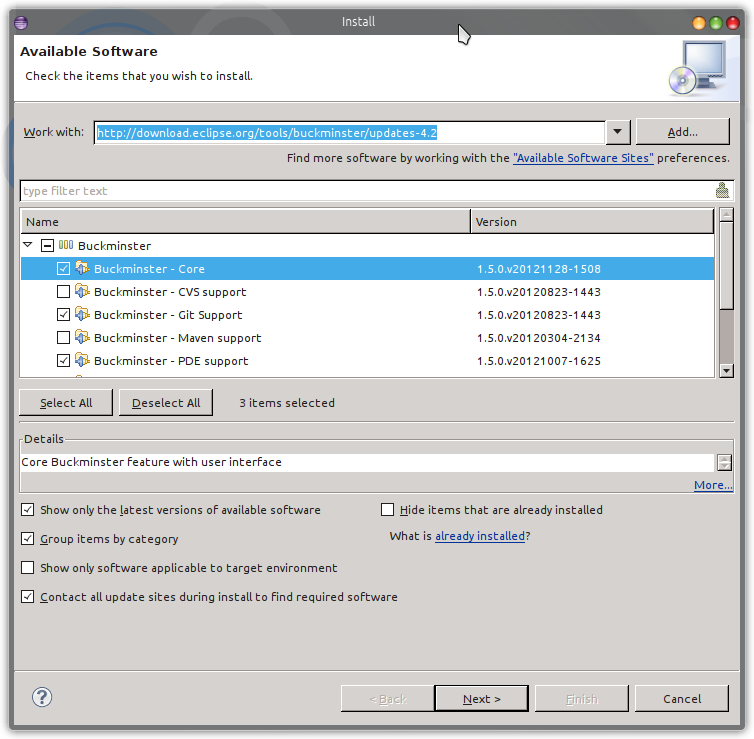 Install
Available Software
Check the items that you wish to install.
Work with: http://download.eclipse.org/tools/buckminster/updates-4.2 Add...
Find more software by working with the "Available Software Sites" preferences.
type filter text
Name Version
Buckminster
Buckminster - Core 1.5.0.v20121128-1508
Buckminster - CVS support 1.5.0.v20120823-1443
Buckminster - Git Support 1.5.0.v20120823-1443
Buckminster - Maven support 1.5.0.v20120304-2134
Buckminster - PDE support 1.5.0.v20121007-1625
Select All Deselect All 3 items selected
Details
Core Buckminster feature with user interface
More...
Show only the latest versions of available software Hide items that are already installed
Group items by category What is already installed?
Show only software applicable to target environment
Contact all update sites during install to find required software
? < Back Next > Finish Cancel